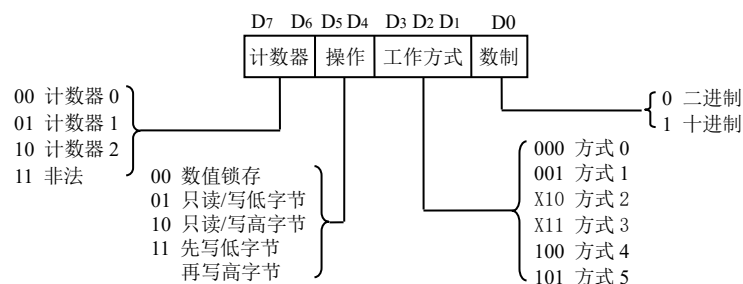 D7 D6 D5 D4 D3 D2 D1 D0
计数器 操作 工作方式 数制
00 计数器 0
01 计数器 1
10 计数器 2
11 非法
00 数值锁存
01 只读/写低字节
10 只读/写高字节
11 先写低字节
再写高字节
000 方式 0
001 方式 1
X10 方式 2
X11 方式 3
100 方式 4
101 方式 5
0 二进制
1 十进制